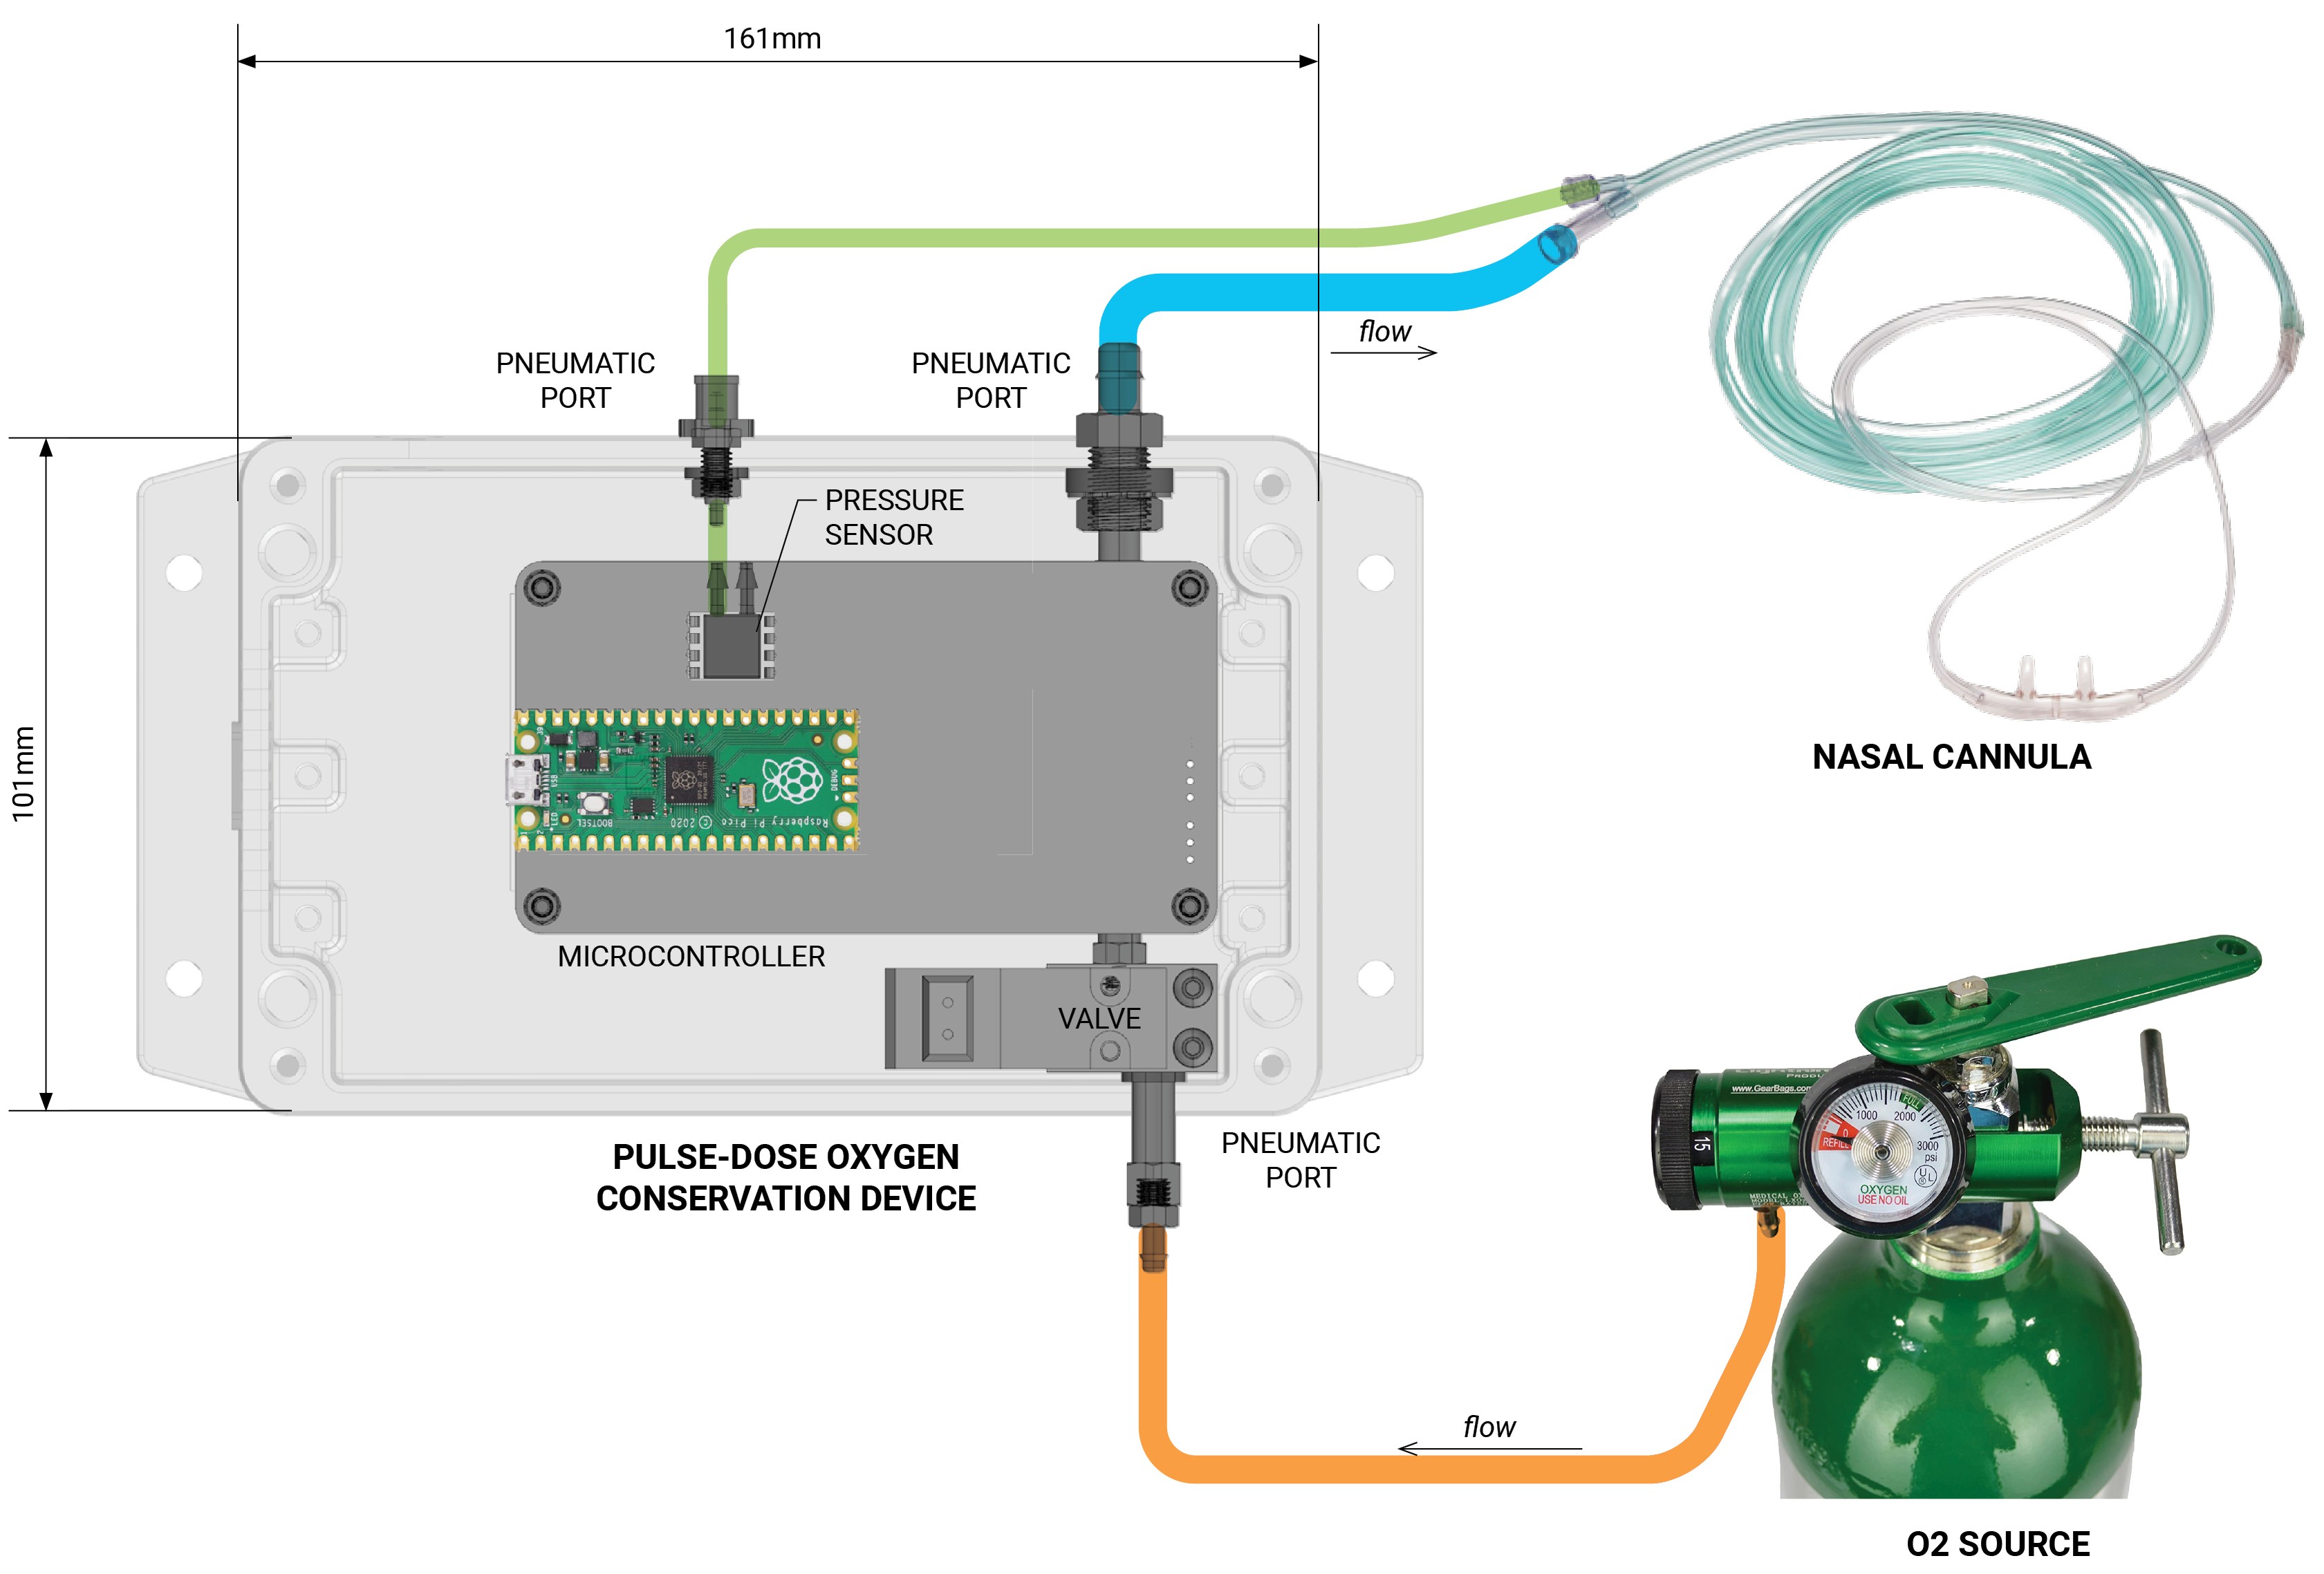 161mm
flow
PNEUMATIC
PORT
PNEUMATIC
PORT
PRESSURE
SENSOR
101mm
USB
LED
BOOTSEL
Raspberry Pi Pico © 2020
DEBUG
NASAL CANNULA
MICROCONTROLLER
VALVE
PULSE-DOSE OXYGEN
CONSERVATION DEVICE
PNEUMATIC
PORT
www.GearBags.com
15
0
1000
2000
3000
psi
FULL
REFILL
UL
OXYGEN
USE NO OIL
flow
O2 SOURCE